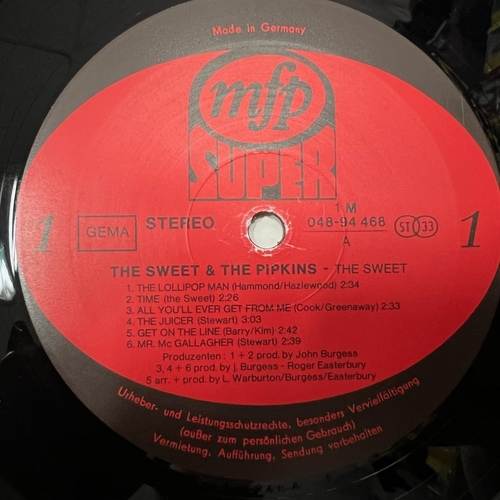 Made in Germany
mfp
SUPER
1 GEMA STEREO 1 M ST 33 1
048-94 468
A
THE SWEET & THE PIPKINS - THE SWEET
1. THE LOLLIPOP MAN (Hammond/Hazlewood) 2:34
2. TIME (the Sweet) 2:26
3. ALL YOU'LL EVER GET FROM ME (Cook/Greenaway) 2:33
4. THE JUICER (Stewart) 3:03
5. GET ON THE LINE (Barry/Kim) 2:42
6. MR. Mc GALLAGHER (Stewart) 2:39
Produzenten: 1 + 2 prod. by John Burgess
3, 4 + 6 prod. by J. Burgess - Roger Easterbury
5 arr. + prod. by L. Warburton/Burgess/Easterbury
Urheber- und Leistungsschutzrechte, besonders Vervielfältigung
(außer zum persönlichen Gebrauch)
Vermietung, Aufführung, Sendung vorbehalten